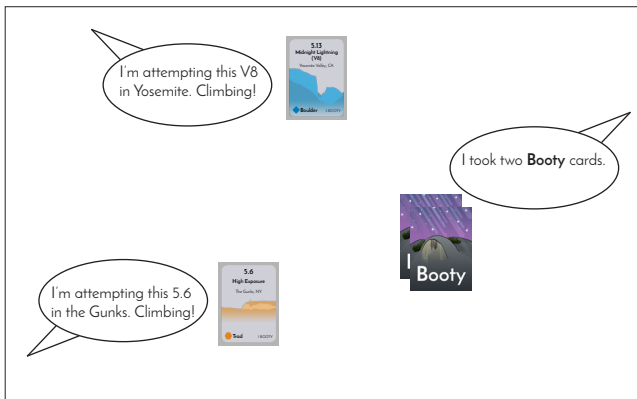 I'm attempting this V8
in Yosemite. Climbing!
5.13
Midnight Lightning
(V8)
Yosemite Valley, CA
Boulder
1 BOOTY
I took two Booty cards.
Booty
5.6
High Exposure
The Gunks, NY
Trad
1 BOOTY
I'm attempting this 5.6
in the Gunks. Climbing!